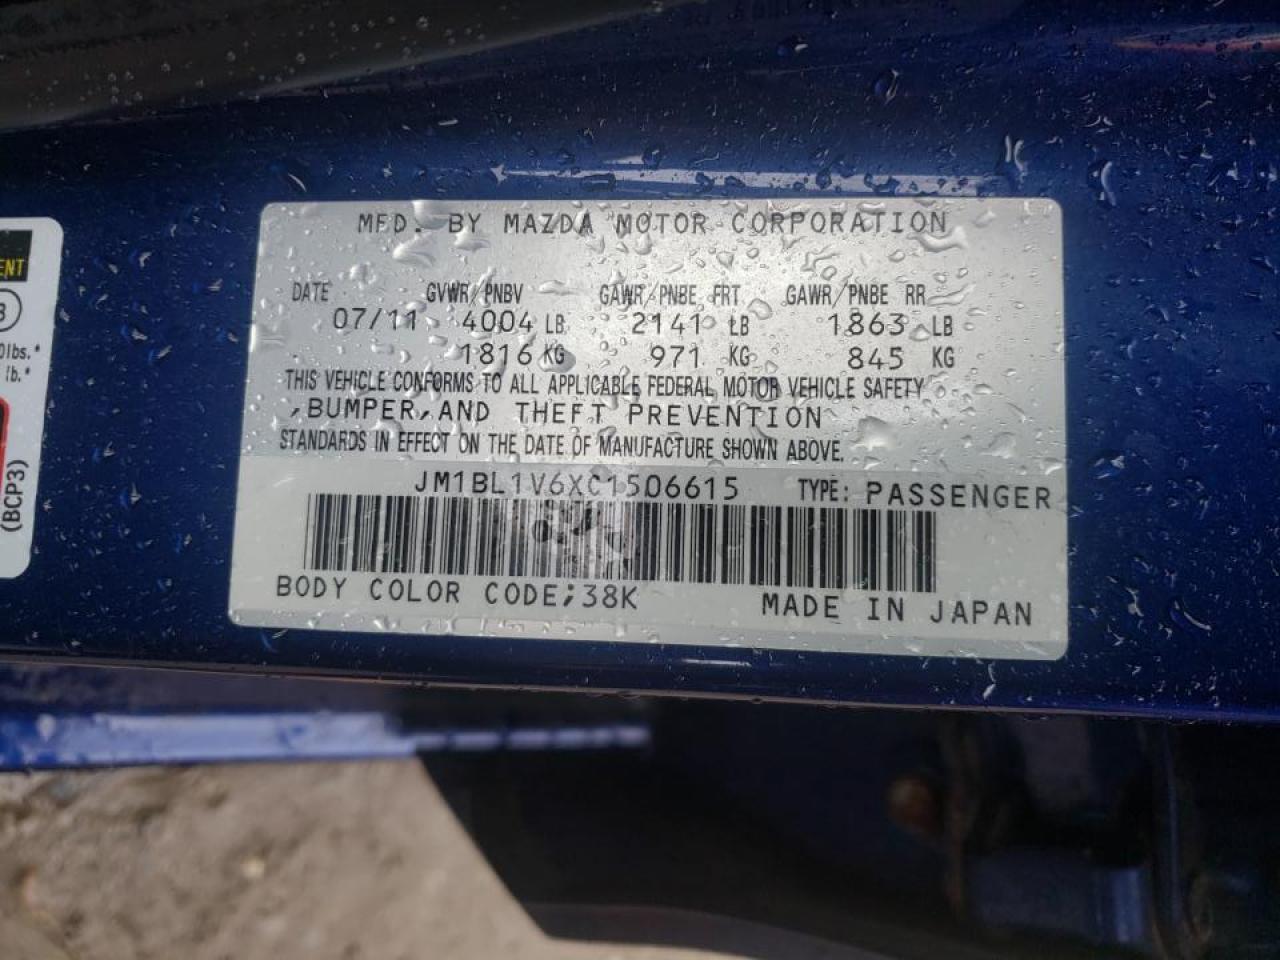 MFD. BY MAZDA MOTOR CORPORATION
DATE GVWR/PNBV GAWR/PNBE FRT GAWR/PNBE RR
07/11 4004 LB 2141 LB 1863 LB
1816 KG 971 KG 845 KG
THIS VEHICLE CONFORMS TO ALL APPLICABLE FEDERAL MOTOR VEHICLE SAFETY
,BUMPER,AND THEFT PREVENTION
STANDARDS IN EFFECT ON THE DATE OF MANUFACTURE SHOWN ABOVE.
JM1BL1V6XC1506615 TYPE: PASSENGER
BODY COLOR CODE;38K MADE IN JAPAN
lbs.*
lb.*
(BCP3)